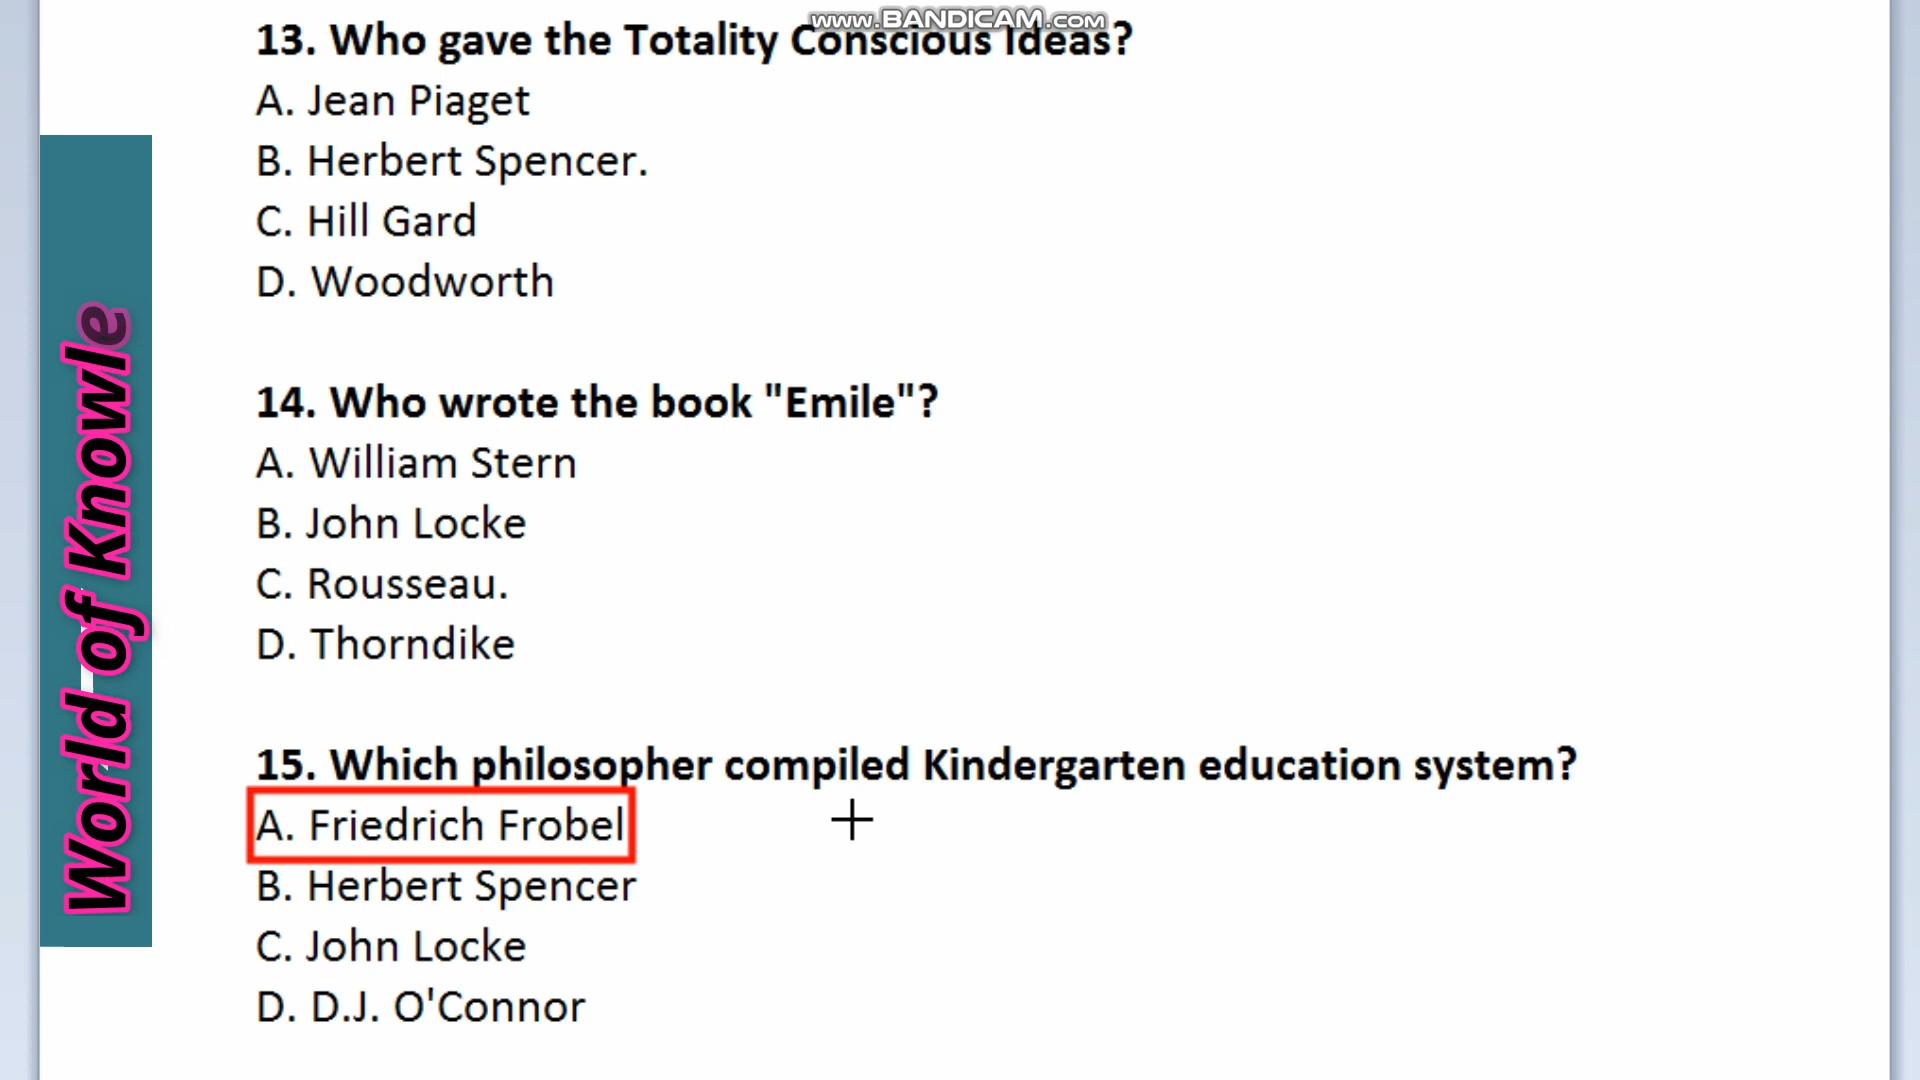 www.BANDICAM.com
13. Who gave the Totality Conscious Ideas?
A. Jean Piaget
B. Herbert Spencer.
C. Hill Gard
D. Woodworth
14. Who wrote the book "Emile"?
A. William Stern
B. John Locke
C. Rousseau.
D. Thorndike
15. Which philosopher compiled Kindergarten education system?
A. Friedrich Frobel
B. Herbert Spencer
C. John Locke
D. D.J. O'Connor
World of Knowle